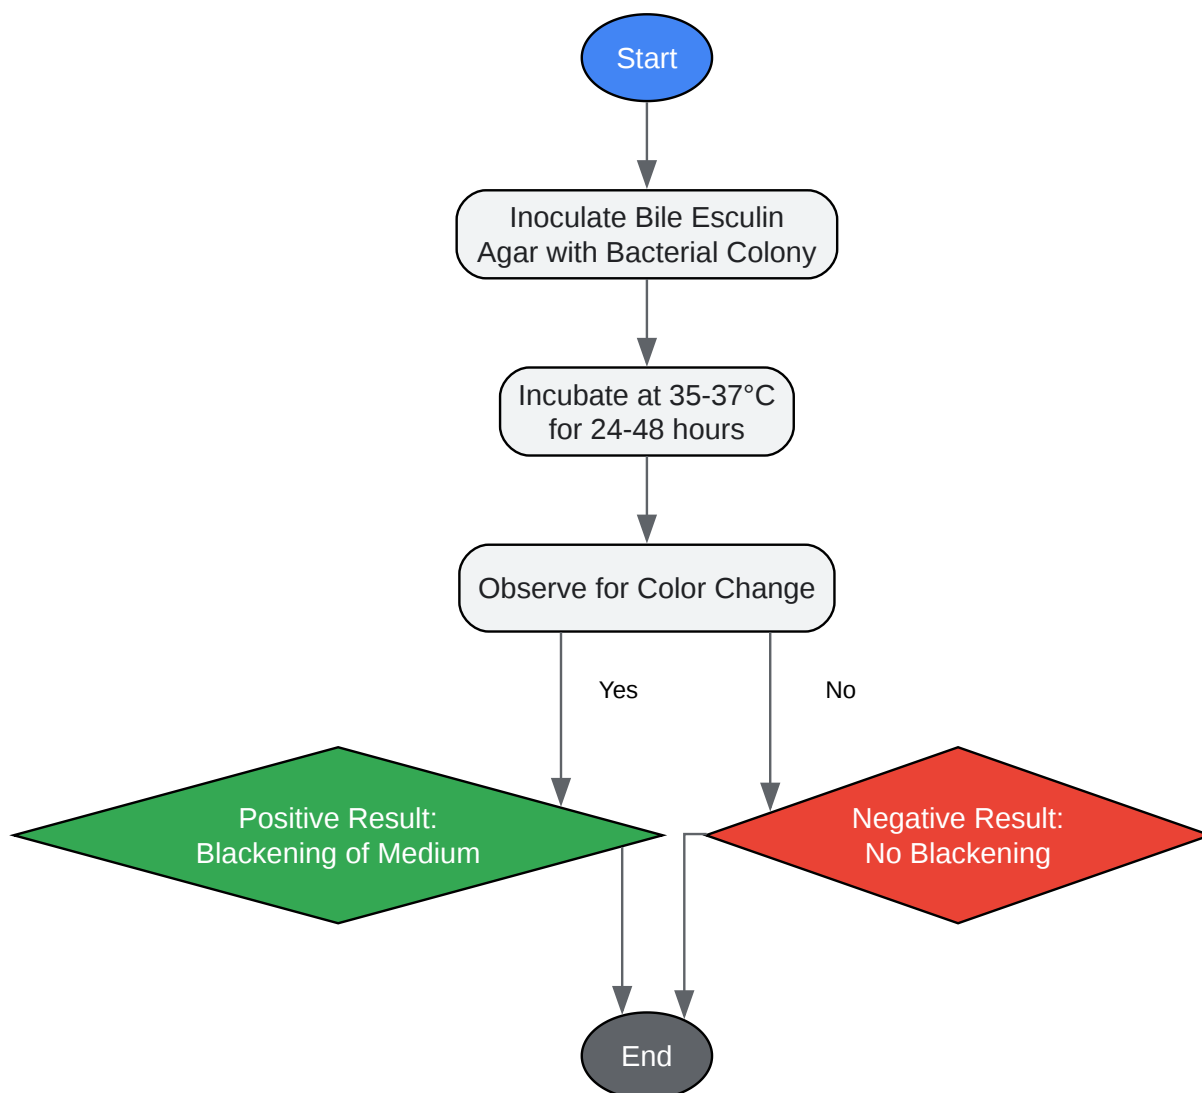 Start
Inoculate Bile Esculin
Agar with Bacterial Colony
Incubate at 35-37°C
for 24-48 hours
Observe for Color Change
Yes
No
Positive Result:
Blackening of Medium
Negative Result:
No Blackening
End